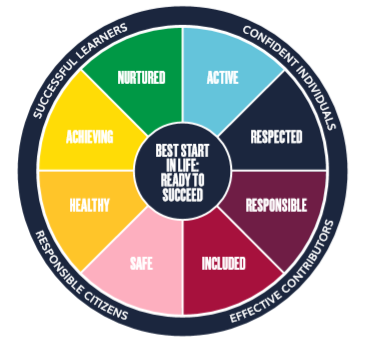 SUCCESSFUL LEARNERS
CONFIDENT INDIVIDUALS
NURTURED
ACTIVE
ACHIEVING
RESPECTED
BEST START
IN LIFE:
READY TO
SUCCEED
HEALTHY
RESPONSIBLE
SAFE
INCLUDED
RESPONSIBLE CITIZENS
EFFECTIVE CONTRIBUTORS